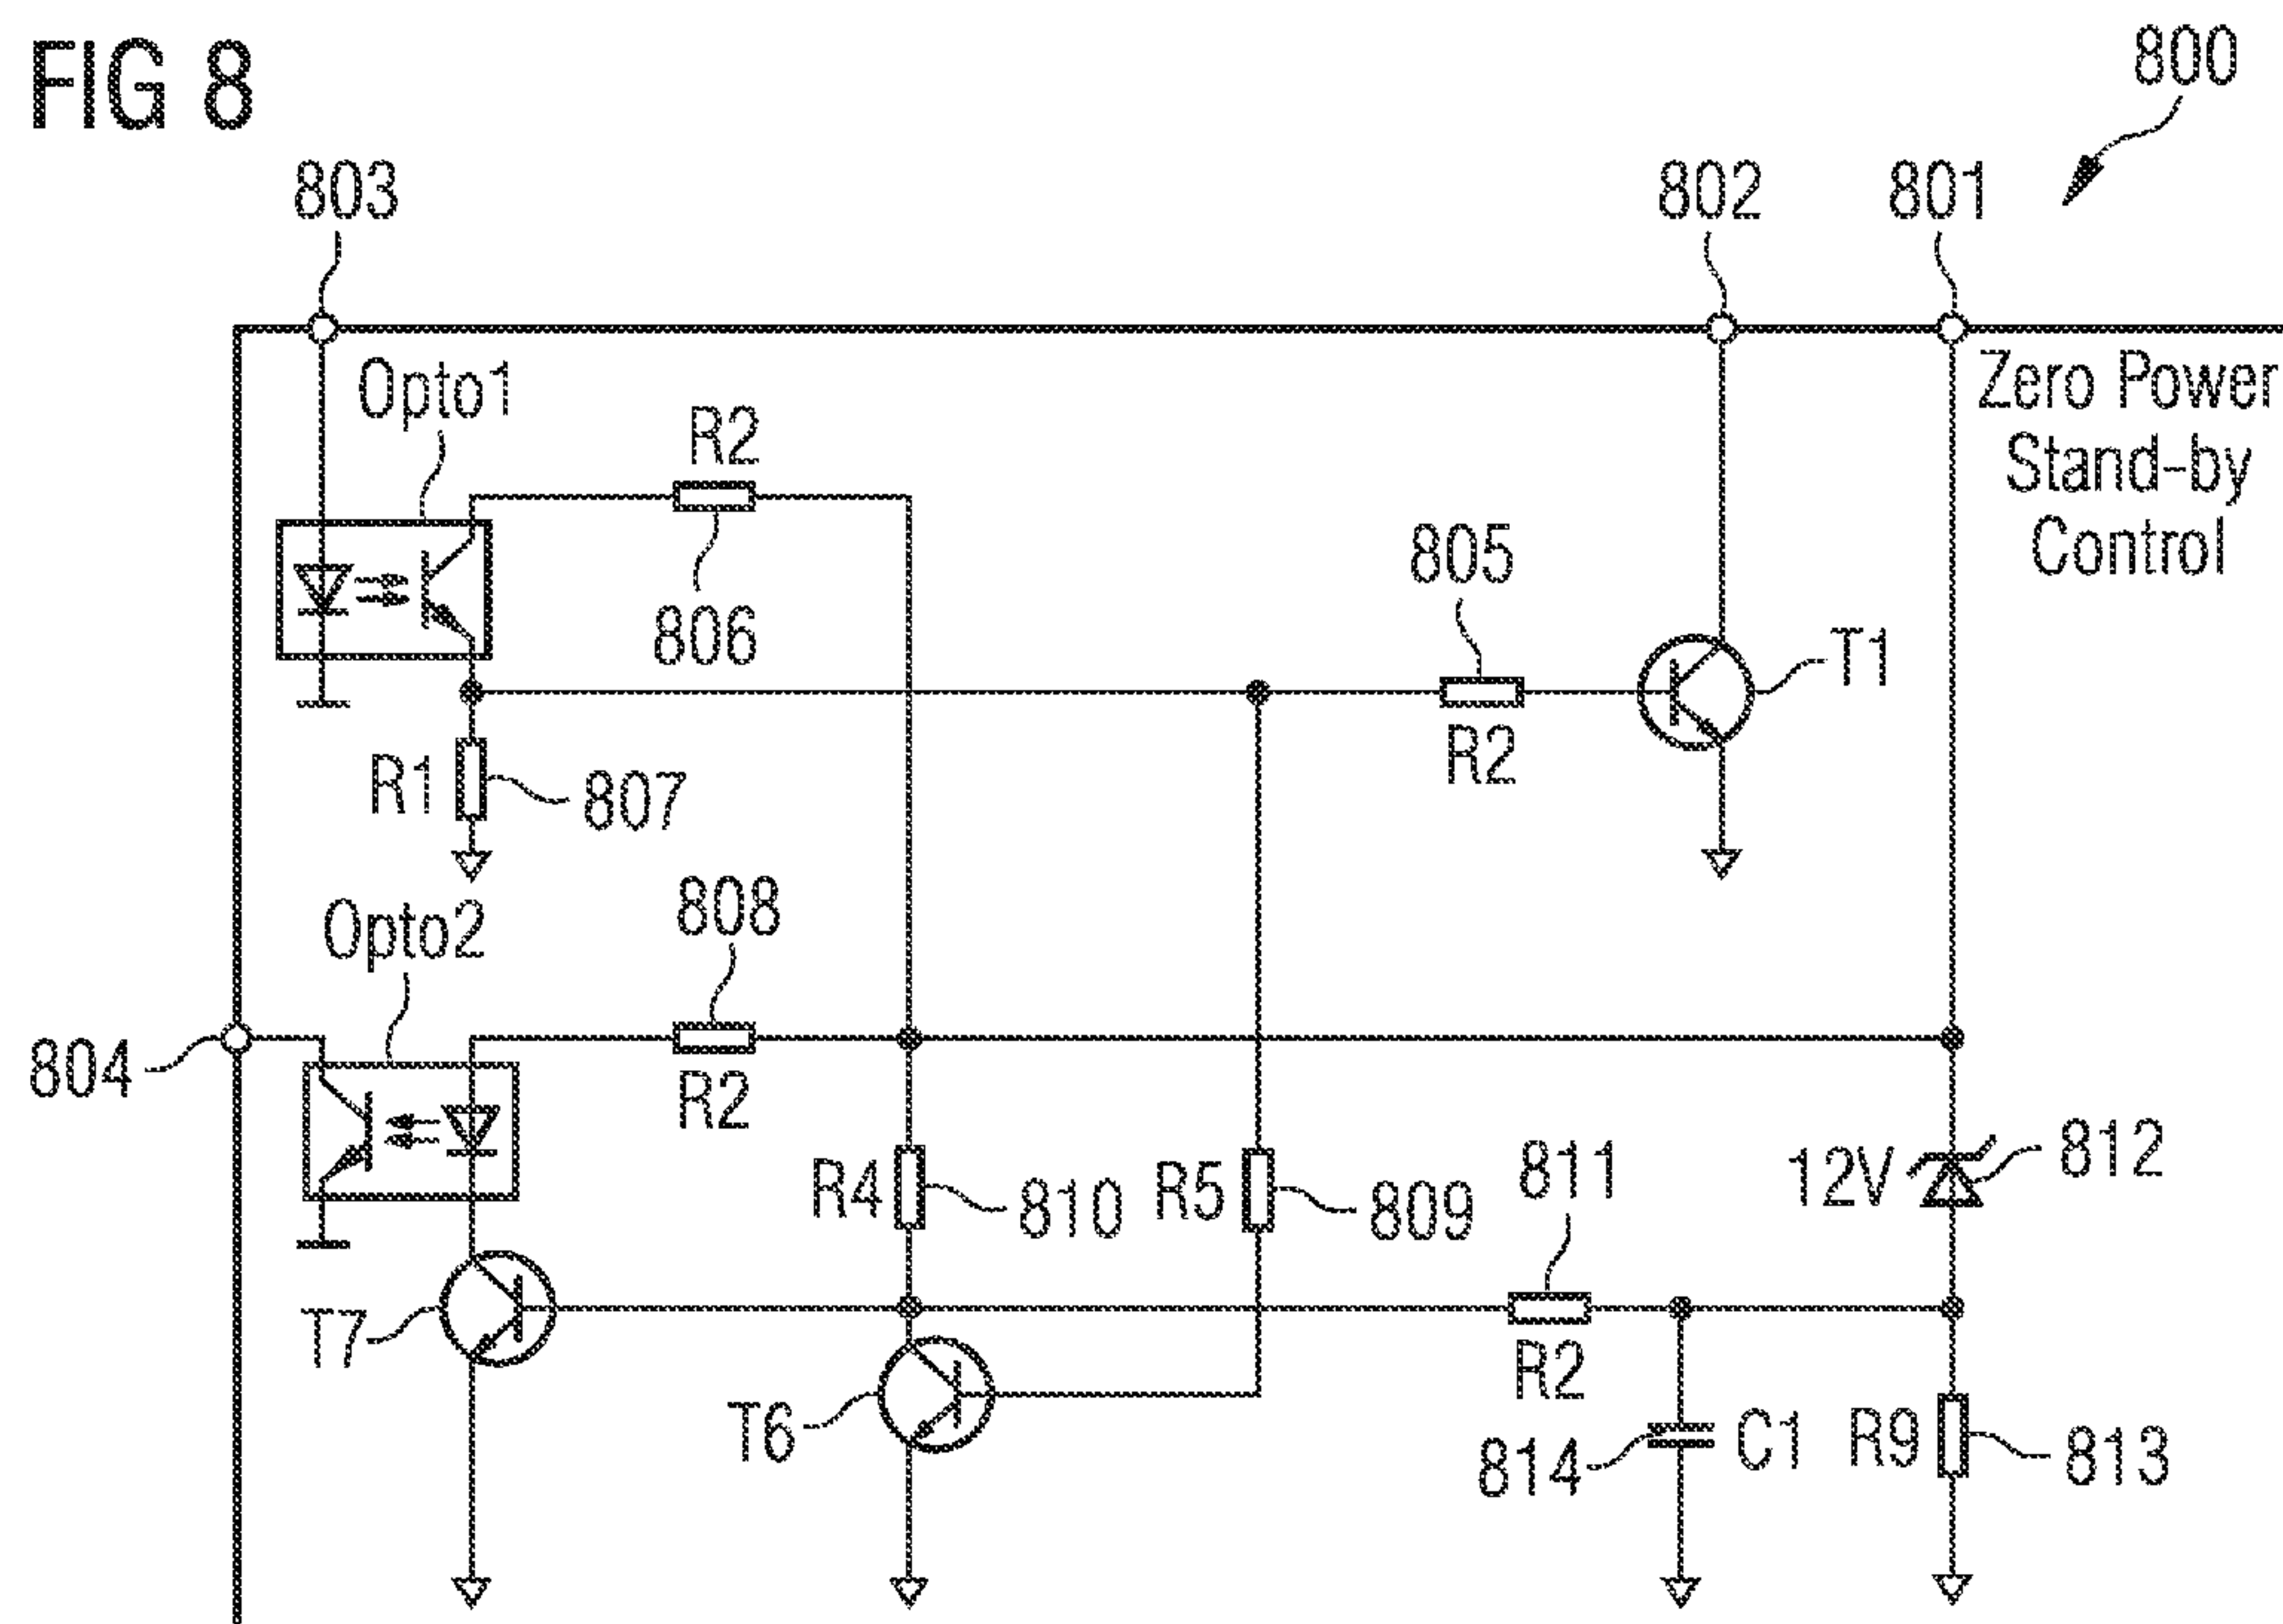 FIG 8
800
803
802
801
Opto1
R2
Zero Power
Stand-by
Control
805
806
T1
R1
807
R2
Opto2
808
804
R2
R4
810
R5
809
811
12V
812
T7
T6
R2
814
C1
R9
813